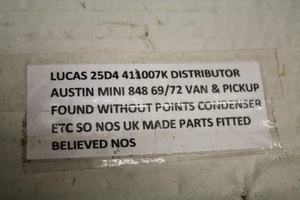 LUCAS 25D4 411007K DISTRIBUTOR
AUSTIN MINI 848 69/72 VAN & PICKUP
FOUND WITHOUT POINTS CONDENSER
ETC SO NOS UK MADE PARTS FITTED
BELIEVED NOS